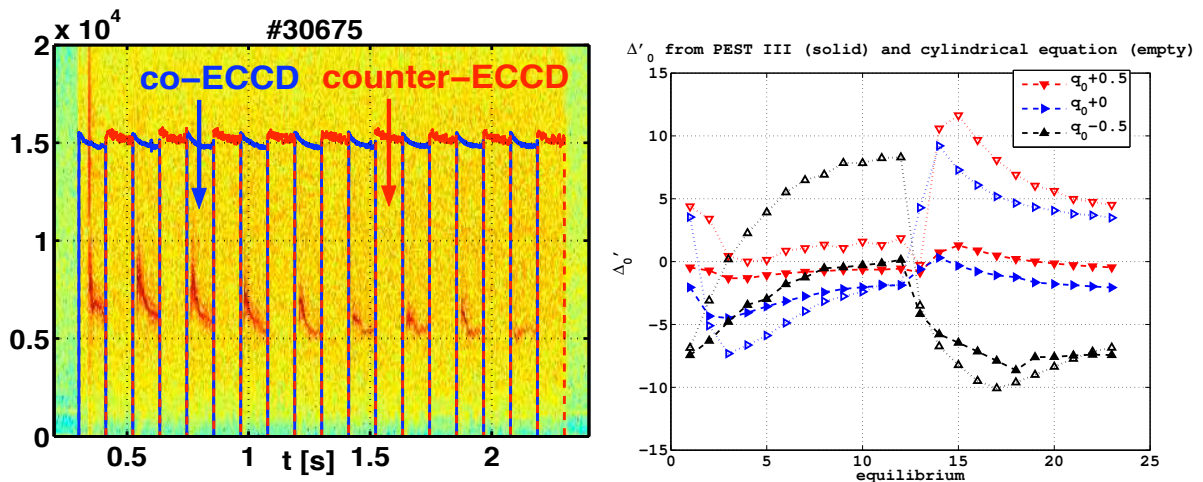 #30675
x 10^4
2
1.5
1
0.5
0
co−ECCD
counter−ECCD
0.5
1
1.5
2
t [s]
Δ'₀ from PEST III (solid) and cylindrical equation (empty)
15
10
5
0
−5
−10
−15
Δ₀'
q₀+0.5
q₀+0
q₀−0.5
0
5
10
15
20
25
equilibrium